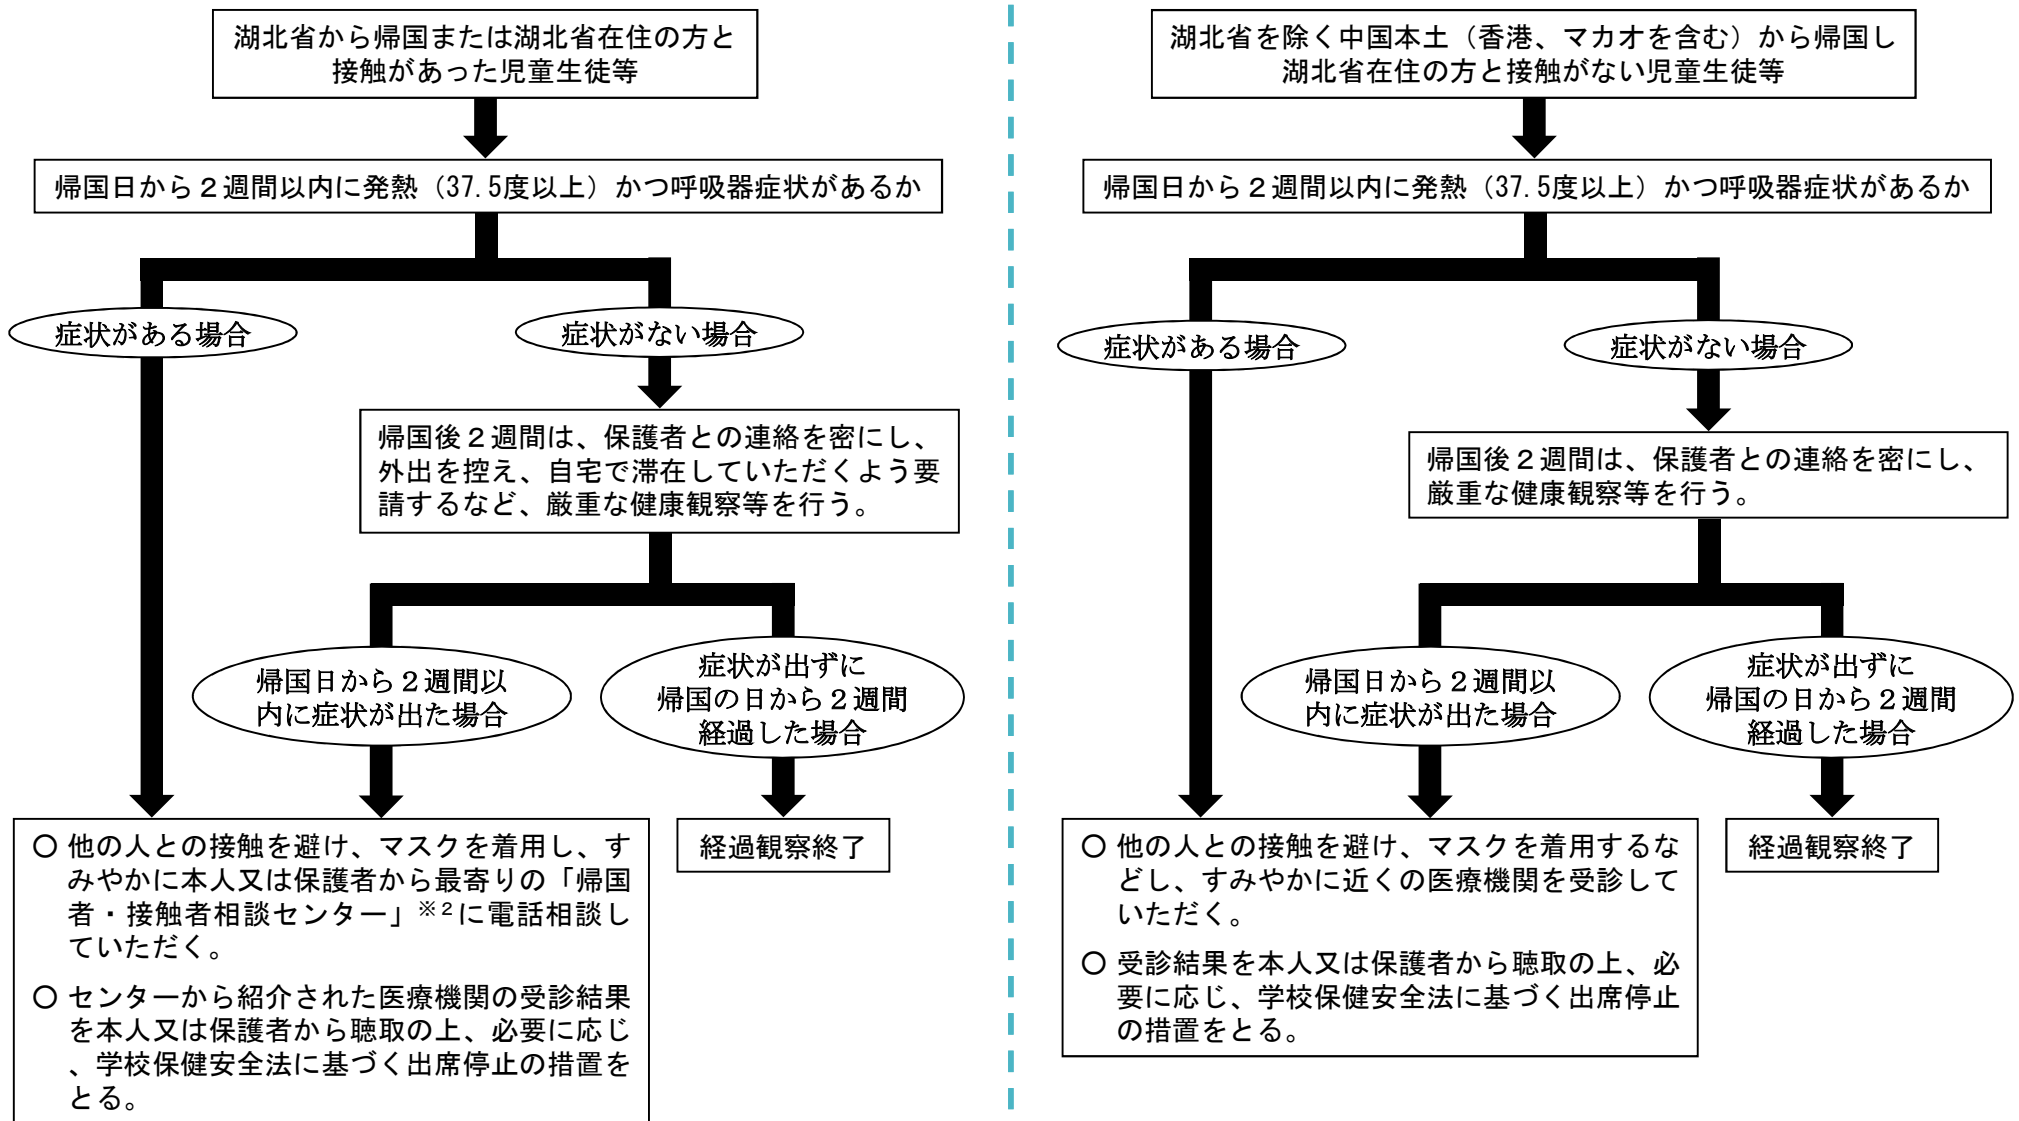 湖北省から帰国または湖北省在住の方と
接触があった児童生徒等
帰国日から２週間以内に発熱（37.5度以上）かつ呼吸器症状があるか
症状がある場合
症状がない場合
帰国後２週間は、保護者との連絡を密にし、
外出を控え、自宅で滞在していただくよう要
請するなど、厳重な健康観察等を行う。
帰国日から２週間以
内に症状が出た場合
症状が出ずに
帰国の日から２週間
経過した場合
○ 他の人との接触を避け、マスクを着用し、す
みやかに本人又は保護者から最寄りの「帰国
者・接触者相談センター」※２に電話相談し
ていただく。
○ センターから紹介された医療機関の受診結果
を本人又は保護者から聴取の上、必要に応じ
、学校保健安全法に基づく出席停止の措置を
とる。
経過観察終了
湖北省を除く中国本土（香港、マカオを含む）から帰国し
湖北省在住の方と接触がない児童生徒等
帰国日から２週間以内に発熱（37.5度以上）かつ呼吸器症状があるか
症状がある場合
症状がない場合
帰国後２週間は、保護者との連絡を密にし、
厳重な健康観察等を行う。
帰国日から２週間以
内に症状が出た場合
症状が出ずに
帰国の日から２週間
経過した場合
○ 他の人との接触を避け、マスクを着用するな
どし、すみやかに近くの医療機関を受診して
いただく。
○ 受診結果を本人又は保護者から聴取の上、必
要に応じ、学校保健安全法に基づく出席停止
の措置をとる。
経過観察終了